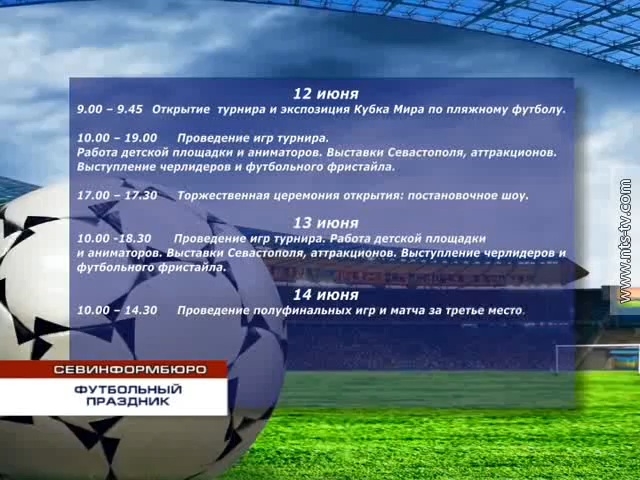 12 июня
9.00 – 9.45 Открытие турнира и экспозиция Кубка Мира по пляжному футболу.
10.00 – 19.00 Проведение игр турнира.
Работа детской площадки и аниматоров. Выставки Севастополя, аттракционов.
Выступление черлидеров и футбольного фристайла.
17.00 – 17.30 Торжественная церемония открытия: постановочное шоу.
13 июня
10.00 -18.30 Проведение игр турнира. Работа детской площадки
и аниматоров. Выставки Севастополя, аттракционов. Выступление черлидеров и
футбольного фристайла.
14 июня
10.00 – 14.30 Проведение полуфинальных игр и матча за третье место.
СЕВИНФОРМБЮРО
ФУТБОЛЬНЫЙ
ПРАЗДНИК
www.nts-tv.com